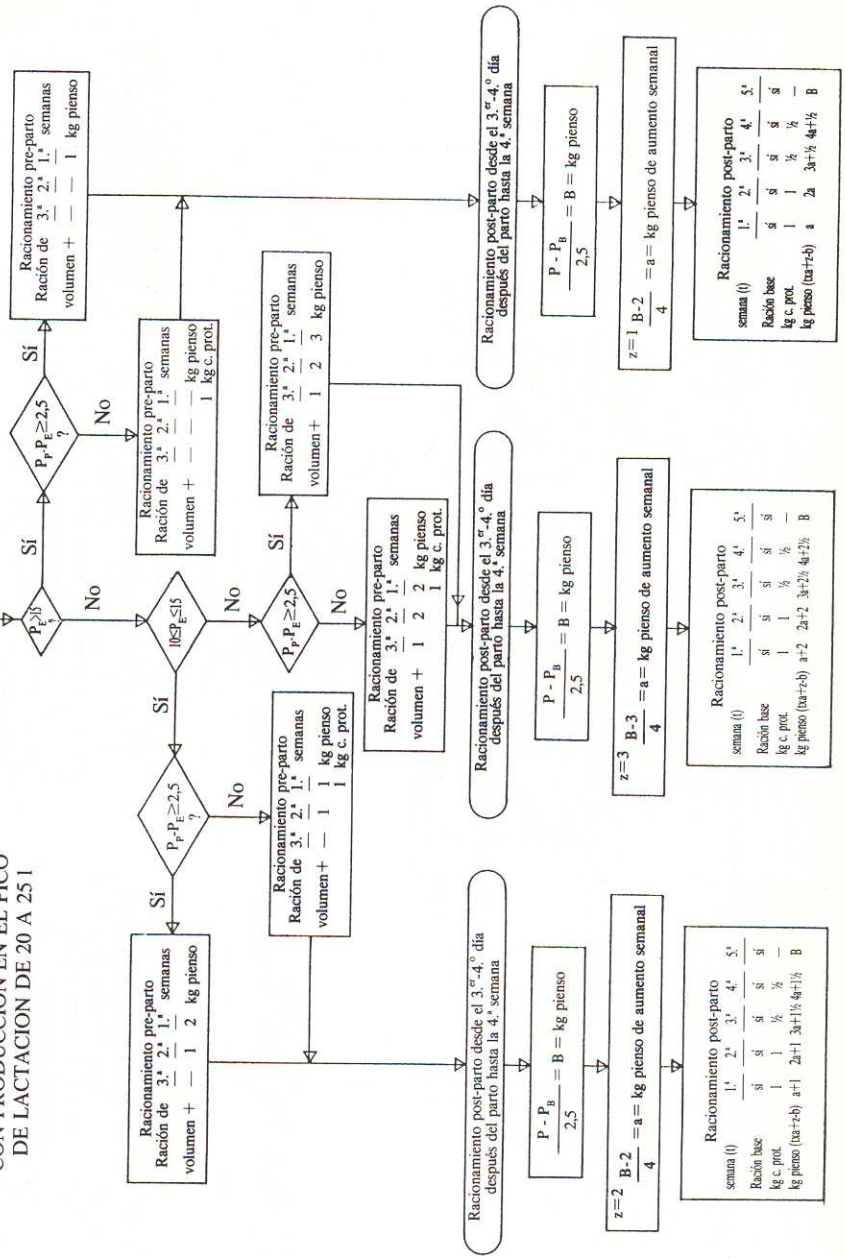 CON PRODUCCION EN EL PICO
DE LACTACION DE 20 A 25 l
P_E>15
?
Sí
No
P_P-P_E≥2,5
?
Sí
No
Racionamiento pre-parto
Ración de 3.ª 2.ª 1.ª semanas
volumen + — — 1 kg pienso
Racionamiento pre-parto
Ración de 3.ª 2.ª 1.ª semanas
volumen + — — — kg pienso
1 kg c. prot.
10≤P_E≤15
Sí
No
P_P-P_E≥2,5
?
Sí
No
Racionamiento pre-parto
Ración de 3.ª 2.ª 1.ª semanas
volumen + — 1 2 kg pienso
Racionamiento pre-parto
Ración de 3.ª 2.ª 1.ª semanas
volumen + — 1 1 kg pienso
1 kg c. prot.
P_P-P_E≥2,5
?
Sí
No
Racionamiento pre-parto
Ración de 3.ª 2.ª 1.ª semanas
volumen + 1 2 3 kg pienso
Racionamiento pre-parto
Ración de 3.ª 2.ª 1.ª semanas
volumen + 1 2 2 kg pienso
1 kg c. prot.
Racionamiento post-parto desde el 3.er-4.º día
después del parto hasta la 4.ª semana
P - P_B
2,5
= B = kg pienso
z=2
B-2
4
=a= kg pienso de aumento semanal
Racionamiento post-parto
semana (t) 1.ª 2.ª 3.ª 4.ª 5.ª
Ración base sí sí sí sí sí
kg c. prot. 1 1 ½ ½ —
kg pienso (txa+z-b) a+1 2a+1 3a+1½ 4a+1½ B
Racionamiento post-parto desde el 3.er-4.º día
después del parto hasta la 4.ª semana
P - P_B
2,5
= B = kg pienso
z=3
B-3
4
=a= kg pienso de aumento semanal
Racionamiento post-parto
semana (t) 1.ª 2.ª 3.ª 4.ª 5.ª
Ración base sí sí sí sí sí
kg c. prot. 1 1 ½ ½ —
kg pienso (txa+z-b) a+2 2a+2 3a+2½ 4a+2½ B
Racionamiento post-parto desde el 3.er-4.º día
después del parto hasta la 4.ª semana
P - P_B
2,5
= B = kg pienso
z=1
B-2
4
=a= kg pienso de aumento semanal
Racionamiento post-parto
semana (t) 1.ª 2.ª 3.ª 4.ª 5.ª
Ración base sí sí sí sí sí
kg c. prot. 1 1 ½ ½ —
kg pienso (txa+z-b) a 2a 3a+½ 4a+½ B